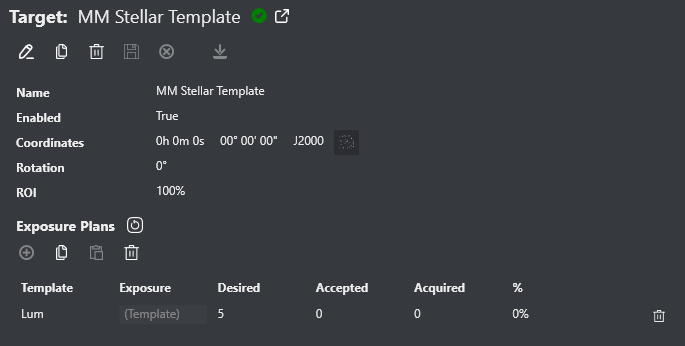 Target: MM Stellar Template
Name MM Stellar Template
Enabled True
Coordinates 0h 0m 0s 00° 00' 00" J2000
Rotation 0°
ROI 100%
Exposure Plans
Template Exposure Desired Accepted Acquired %
Lum (Template) 5 0 0 0%